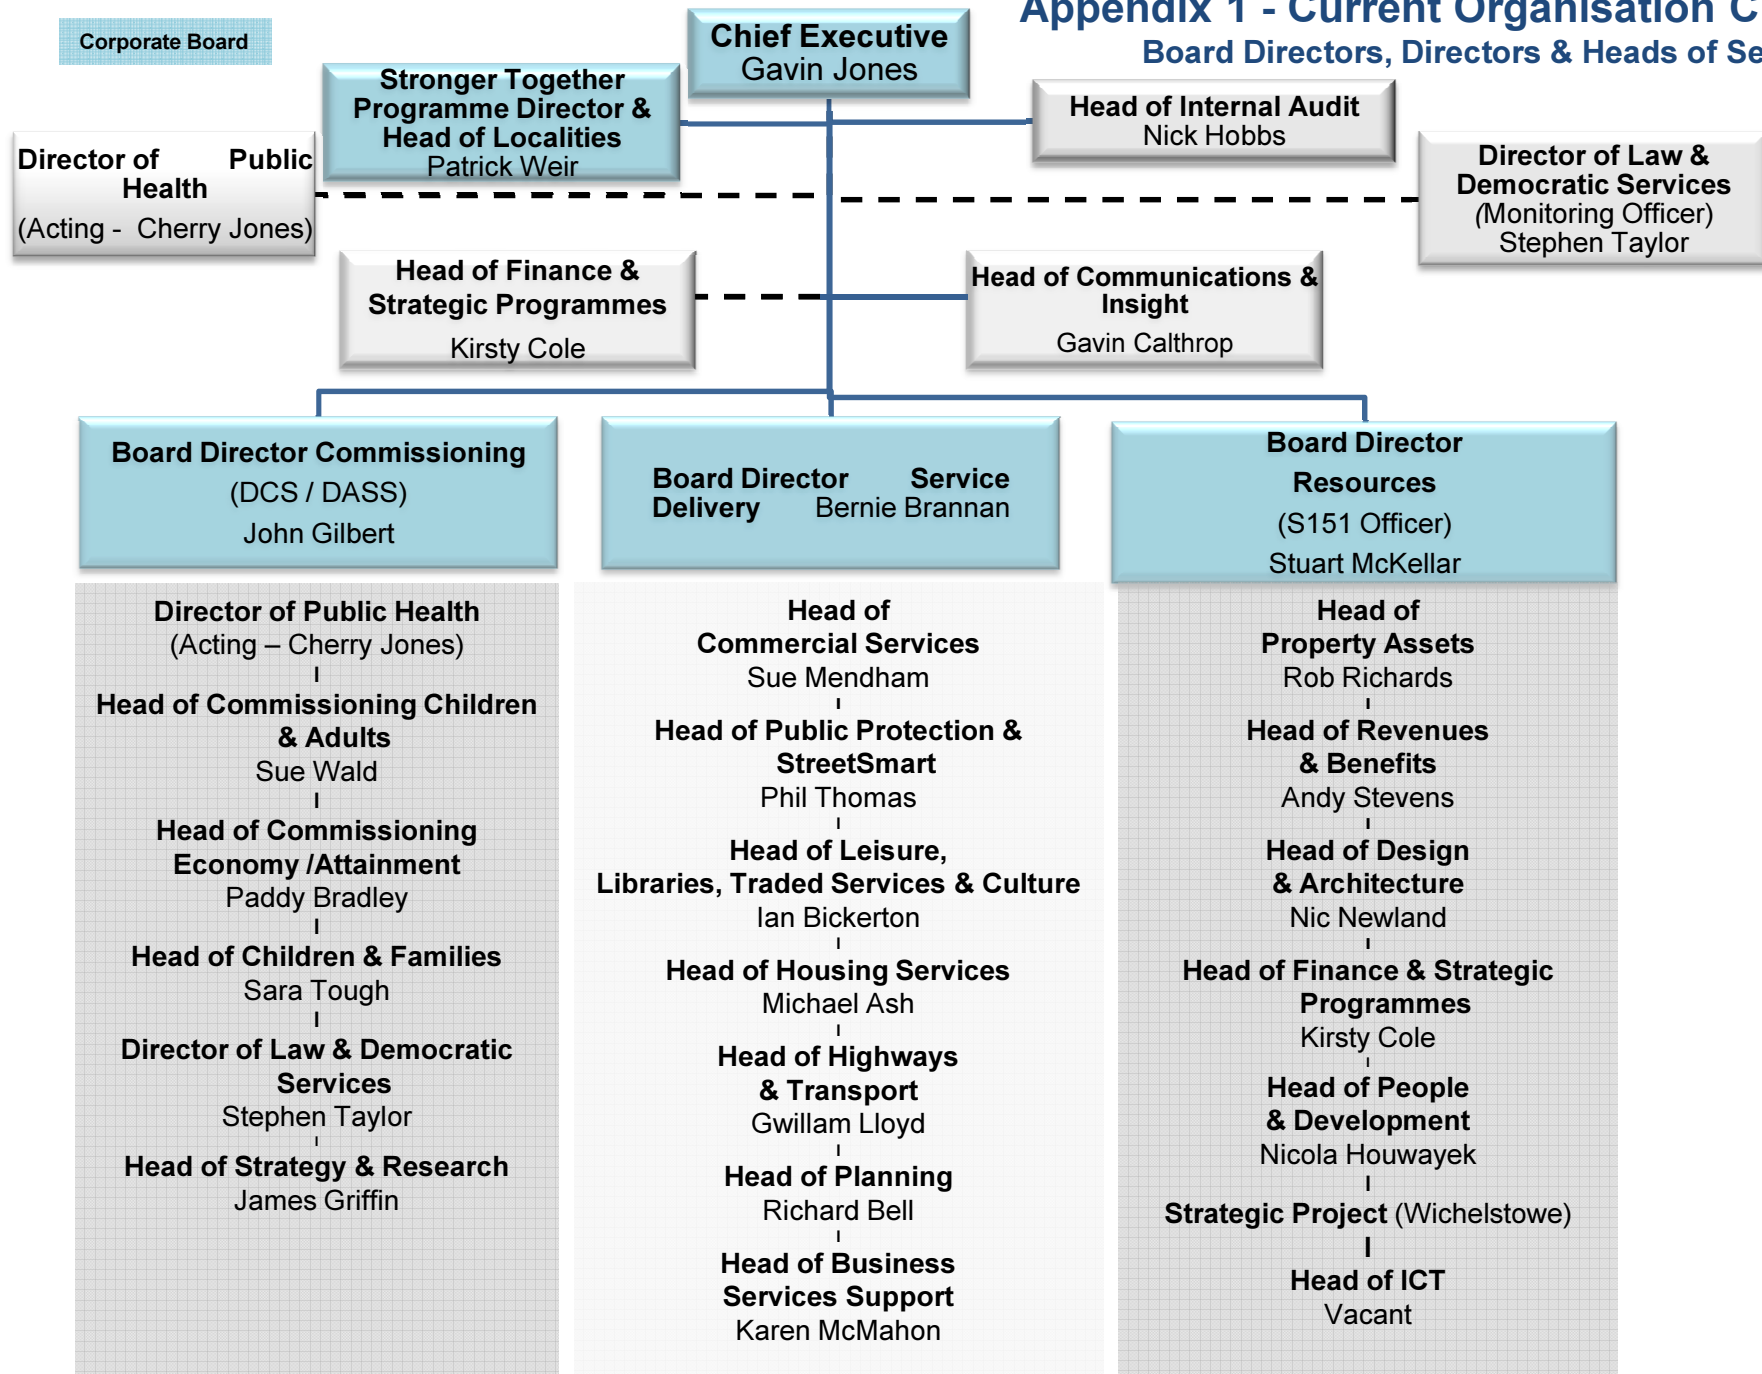 Appendix 1 - Current Organisation C
Board Directors, Directors & Heads of Se
Corporate Board
Chief Executive
Gavin Jones
Stronger Together
Programme Director &
Head of Localities
Patrick Weir
Head of Internal Audit
Nick Hobbs
Director of Public
Health
(Acting - Cherry Jones)
Director of Law &
Democratic Services
(Monitoring Officer)
Stephen Taylor
Head of Finance &
Strategic Programmes
Kirsty Cole
Head of Communications &
Insight
Gavin Calthrop
Board Director Commissioning
(DCS / DASS)
John Gilbert
Board Director Service
Delivery Bernie Brannan
Board Director
Resources
(S151 Officer)
Stuart McKellar
Director of Public Health
(Acting – Cherry Jones)
Head of Commissioning Children
& Adults
Sue Wald
Head of Commissioning
Economy /Attainment
Paddy Bradley
Head of Children & Families
Sara Tough
Director of Law & Democratic
Services
Stephen Taylor
Head of Strategy & Research
James Griffin
Head of
Commercial Services
Sue Mendham
Head of Public Protection &
StreetSmart
Phil Thomas
Head of Leisure,
Libraries, Traded Services & Culture
Ian Bickerton
Head of Housing Services
Michael Ash
Head of Highways
& Transport
Gwillam Lloyd
Head of Planning
Richard Bell
Head of Business
Services Support
Karen McMahon
Head of
Property Assets
Rob Richards
Head of Revenues
& Benefits
Andy Stevens
Head of Design
& Architecture
Nic Newland
Head of Finance & Strategic
Programmes
Kirsty Cole
Head of People
& Development
Nicola Houwayek
Strategic Project (Wichelstowe)
Head of ICT
Vacant